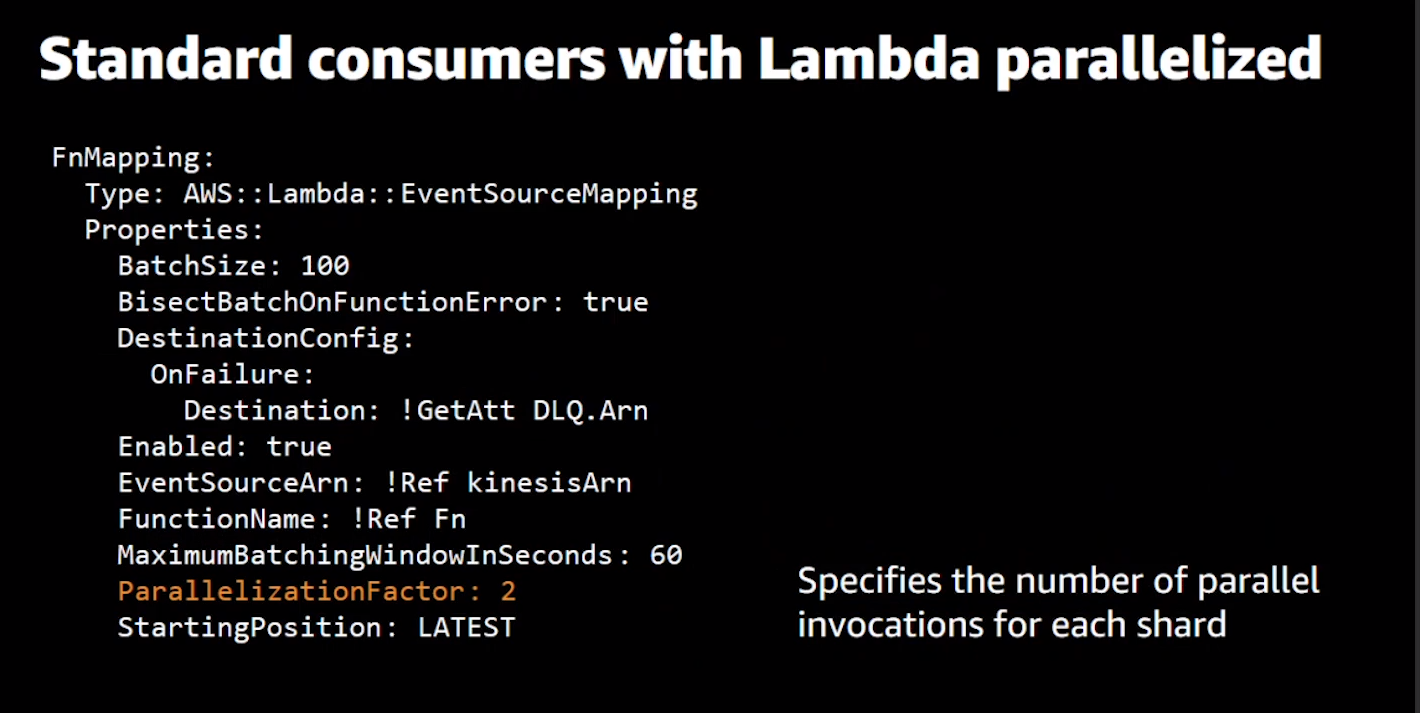 Standard consumers with Lambda parallelized
FnMapping:
  Type: AWS::Lambda::EventSourceMapping
  Properties:
    BatchSize: 100
    BisectBatchOnFunctionError: true
    DestinationConfig:
      OnFailure:
        Destination: !GetAtt DLQ.Arn
    Enabled: true
    EventSourceArn: !Ref kinesisArn
    FunctionName: !Ref Fn
    MaximumBatchingWindowInSeconds: 60
    ParallelizationFactor: 2
    StartingPosition: LATEST
Specifies the number of parallel
invocations for each shard